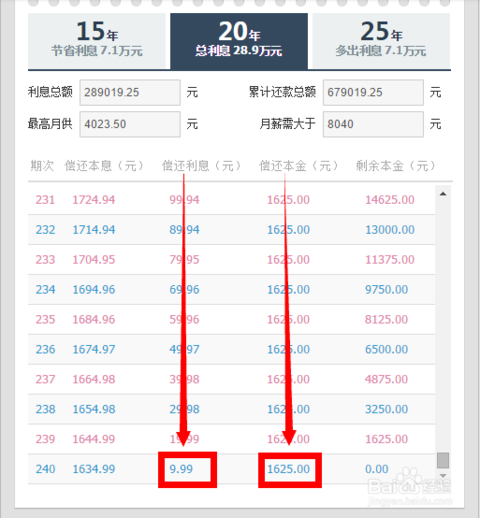 15年
节省利息 7.1万元
20年
总利息 28.9万元
25年
多出利息 7.1万元
利息总额 289019.25 元 累计还款总额 679019.25 元
最高月供 4023.50 元 月薪需大于 8040 元
期次 偿还本息（元） 偿还利息（元） 偿还本金（元） 剩余本金（元）
231 1724.94 99.94 1625.00 14625.00
232 1714.94 89.94 1625.00 13000.00
233 1704.95 79.95 1625.00 11375.00
234 1694.96 69.96 1625.00 9750.00
235 1684.96 59.96 1625.00 8125.00
236 1674.97 49.97 1625.00 6500.00
237 1664.98 39.98 1625.00 4875.00
238 1654.98 29.98 1625.00 3250.00
239 1644.99 19.99 1625.00 1625.00
240 1634.99 9.99 1625.00 0.00
Baidu经验
jingyan.baidu.com